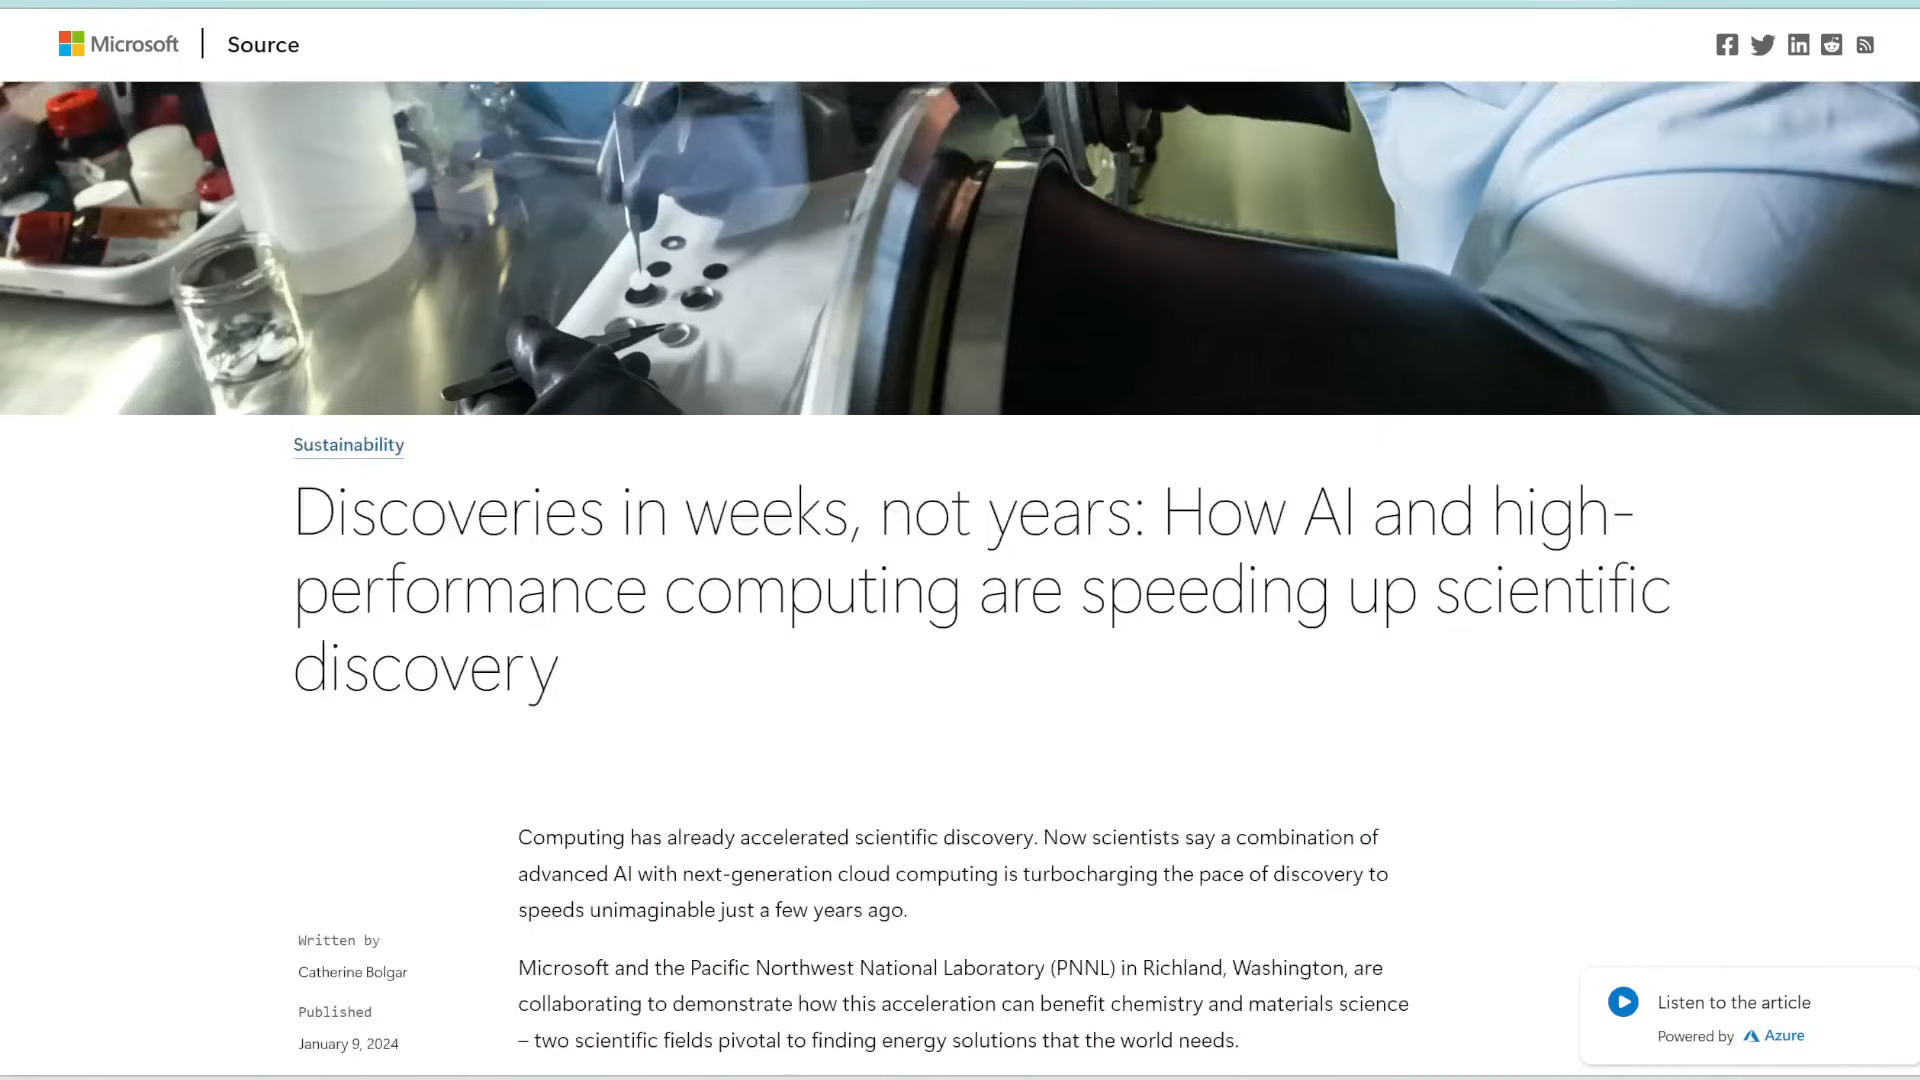 Microsoft | Source
Sustainability
Discoveries in weeks, not years: How AI and high-
performance computing are speeding up scientific
discovery
Computing has already accelerated scientific discovery. Now scientists say a combination of
advanced AI with next-generation cloud computing is turbocharging the pace of discovery to
speeds unimaginable just a few years ago.
Written by
Catherine Bolgar
Published
January 9, 2024
Microsoft and the Pacific Northwest National Laboratory (PNNL) in Richland, Washington, are
collaborating to demonstrate how this acceleration can benefit chemistry and materials science
– two scientific fields pivotal to finding energy solutions that the world needs.
Listen to the article
Powered by Azure